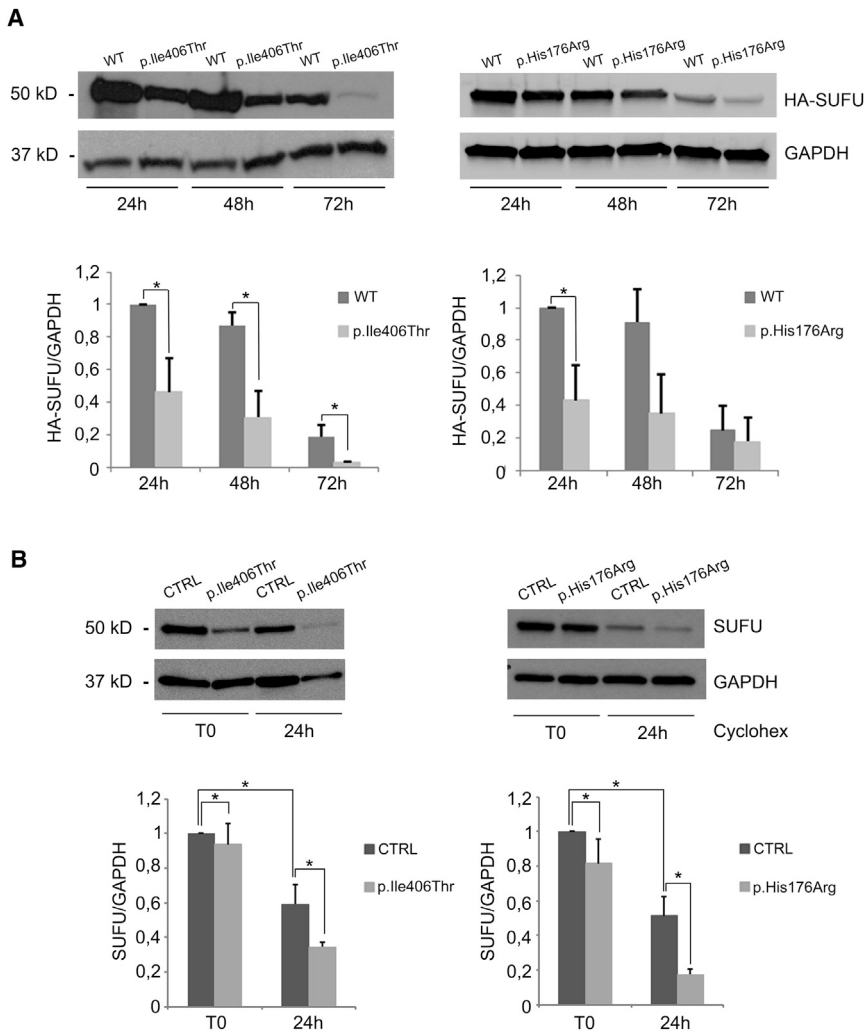 A
WT p.Ile406Thr WT p.Ile406Thr WT p.Ile406Thr
50 kD -
37 kD -
24h 48h 72h
WT p.His176Arg WT p.His176Arg WT p.His176Arg
HA-SUFU
GAPDH
24h 48h 72h
HA-SUFU/GAPDH
1,2
1
0,8
0,6
0,4
0,2
0
* * *
WT
p.Ile406Thr
24h 48h 72h
HA-SUFU/GAPDH
1,2
1
0,8
0,6
0,4
0,2
0
*
WT
p.His176Arg
24h 48h 72h
B
CTRL p.Ile406Thr CTRL p.Ile406Thr
50 kD -
37 kD -
T0 24h
CTRL p.His176Arg CTRL p.His176Arg
SUFU
GAPDH
T0 24h Cyclohex
SUFU/GAPDH
1,2
1
0,8
0,6
0,4
0,2
0
* * *
CTRL
p.Ile406Thr
T0 24h
SUFU/GAPDH
1,2
1
0,8
0,6
0,4
0,2
0
* * *
CTRL
p.His176Arg
T0 24h